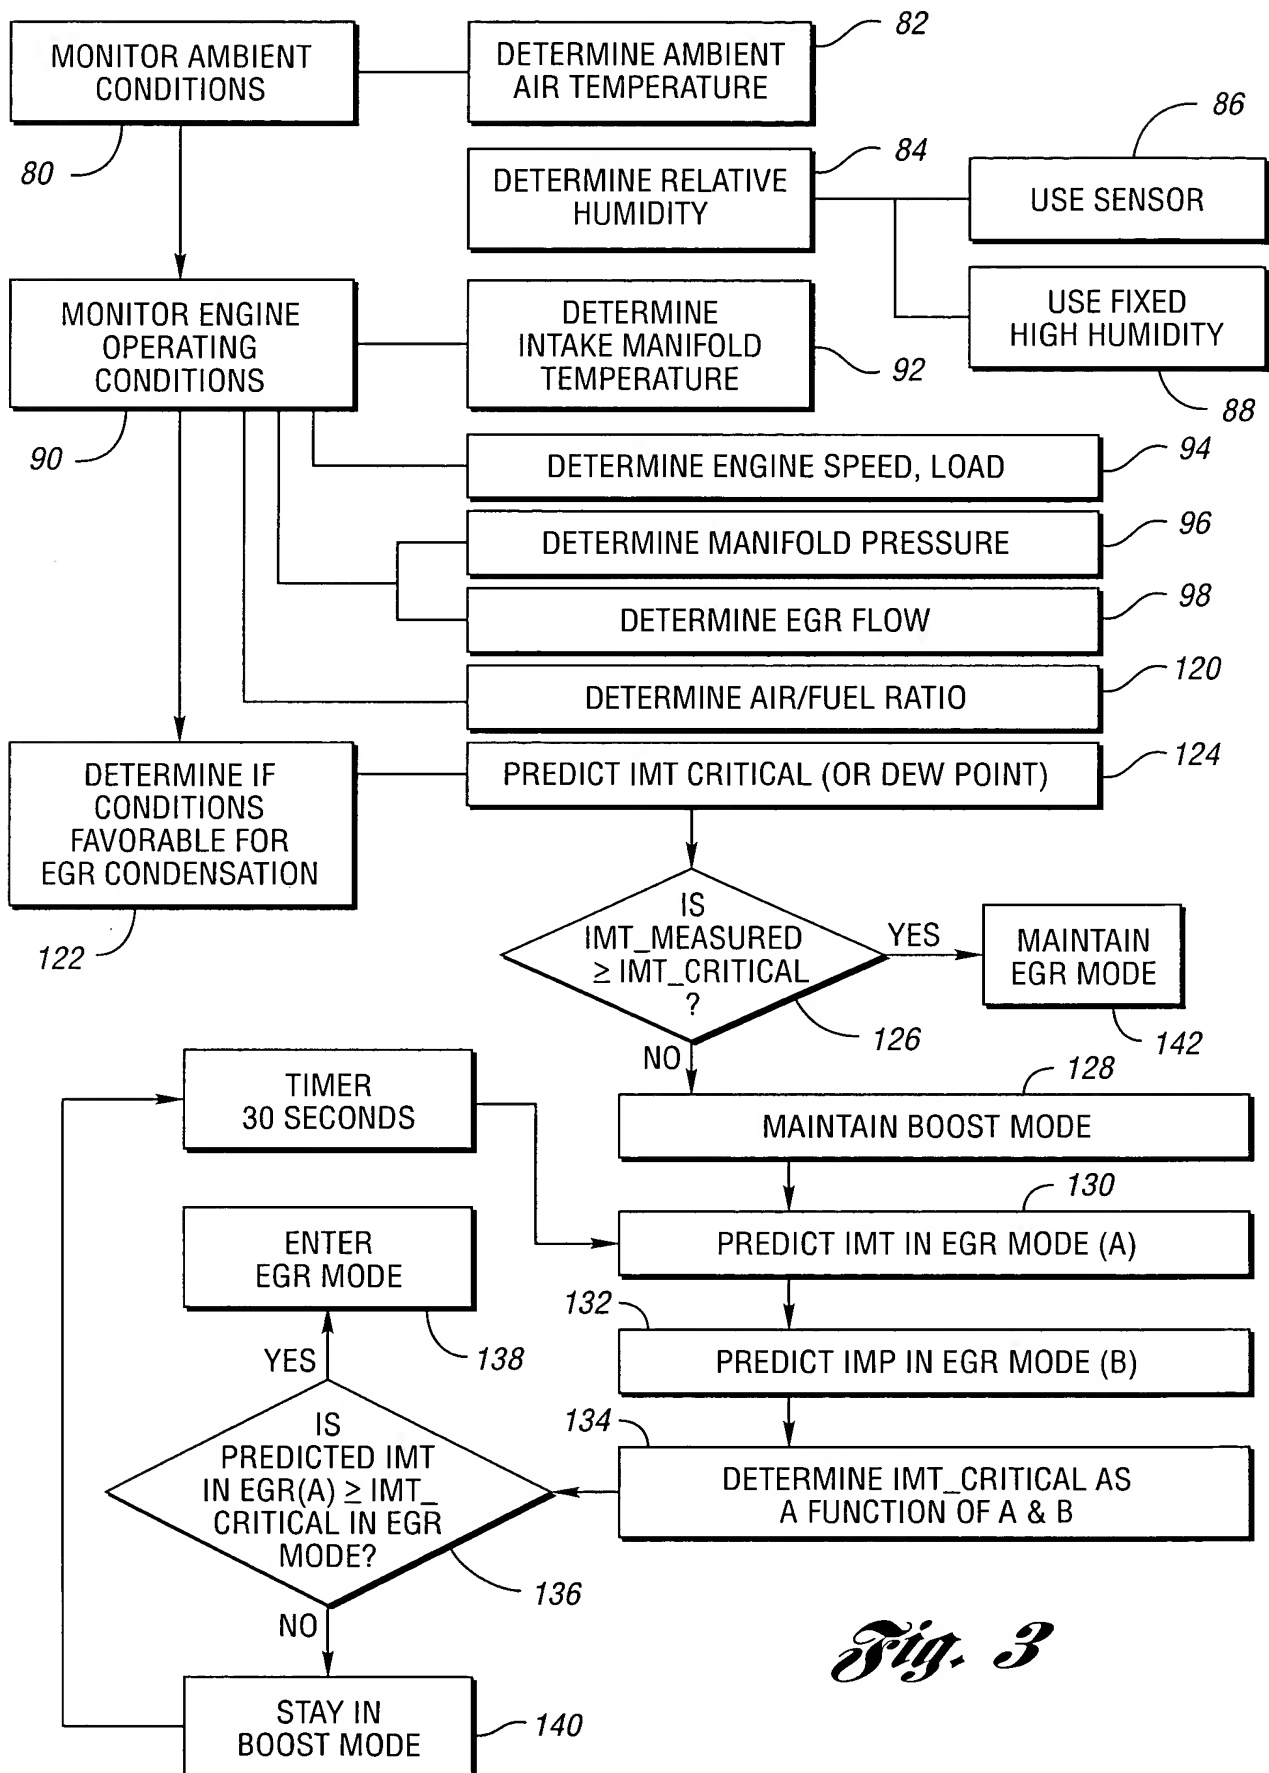 MONITOR AMBIENT
CONDITIONS
80
DETERMINE AMBIENT
AIR TEMPERATURE
82
DETERMINE RELATIVE
HUMIDITY
84
USE SENSOR
86
USE FIXED
HIGH HUMIDITY
88
MONITOR ENGINE
OPERATING
CONDITIONS
90
DETERMINE
INTAKE MANIFOLD
TEMPERATURE
92
DETERMINE ENGINE SPEED, LOAD
94
DETERMINE MANIFOLD PRESSURE
96
DETERMINE EGR FLOW
98
DETERMINE AIR/FUEL RATIO
120
DETERMINE IF
CONDITIONS
FAVORABLE FOR
EGR CONDENSATION
122
PREDICT IMT CRITICAL (OR DEW POINT)
124
IS
IMT_MEASURED
≥ IMT_CRITICAL
?
126
YES
MAINTAIN
EGR MODE
142
NO
MAINTAIN BOOST MODE
128
TIMER
30 SECONDS
PREDICT IMT IN EGR MODE (A)
130
ENTER
EGR MODE
138
PREDICT IMP IN EGR MODE (B)
132
YES
DETERMINE IMT_CRITICAL AS
A FUNCTION OF A & B
134
IS
PREDICTED IMT
IN EGR(A) ≥ IMT_
CRITICAL IN EGR
MODE?
136
NO
STAY IN
BOOST MODE
140
Fig. 3